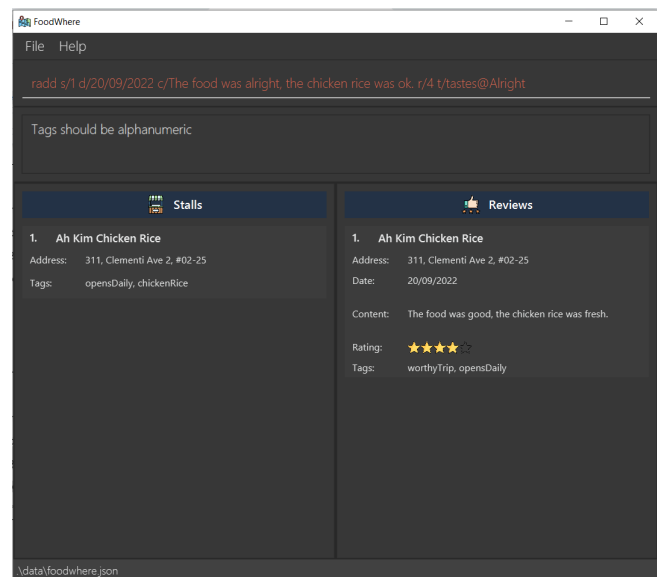 FoodWhere
File Help
radd s/1 d/20/09/2022 c/The food was alright, the chicken rice was ok. r/4 t/tastes@Alright
Tags should be alphanumeric
Stalls
1. Ah Kim Chicken Rice
Address: 311, Clementi Ave 2, #02-25
Tags: opensDaily, chickenRice
Reviews
1. Ah Kim Chicken Rice
Address: 311, Clementi Ave 2, #02-25
Date: 20/09/2022
Content: The food was good, the chicken rice was fresh.
Rating:
Tags: worthyTrip, opensDaily
.\data\foodwhere.json